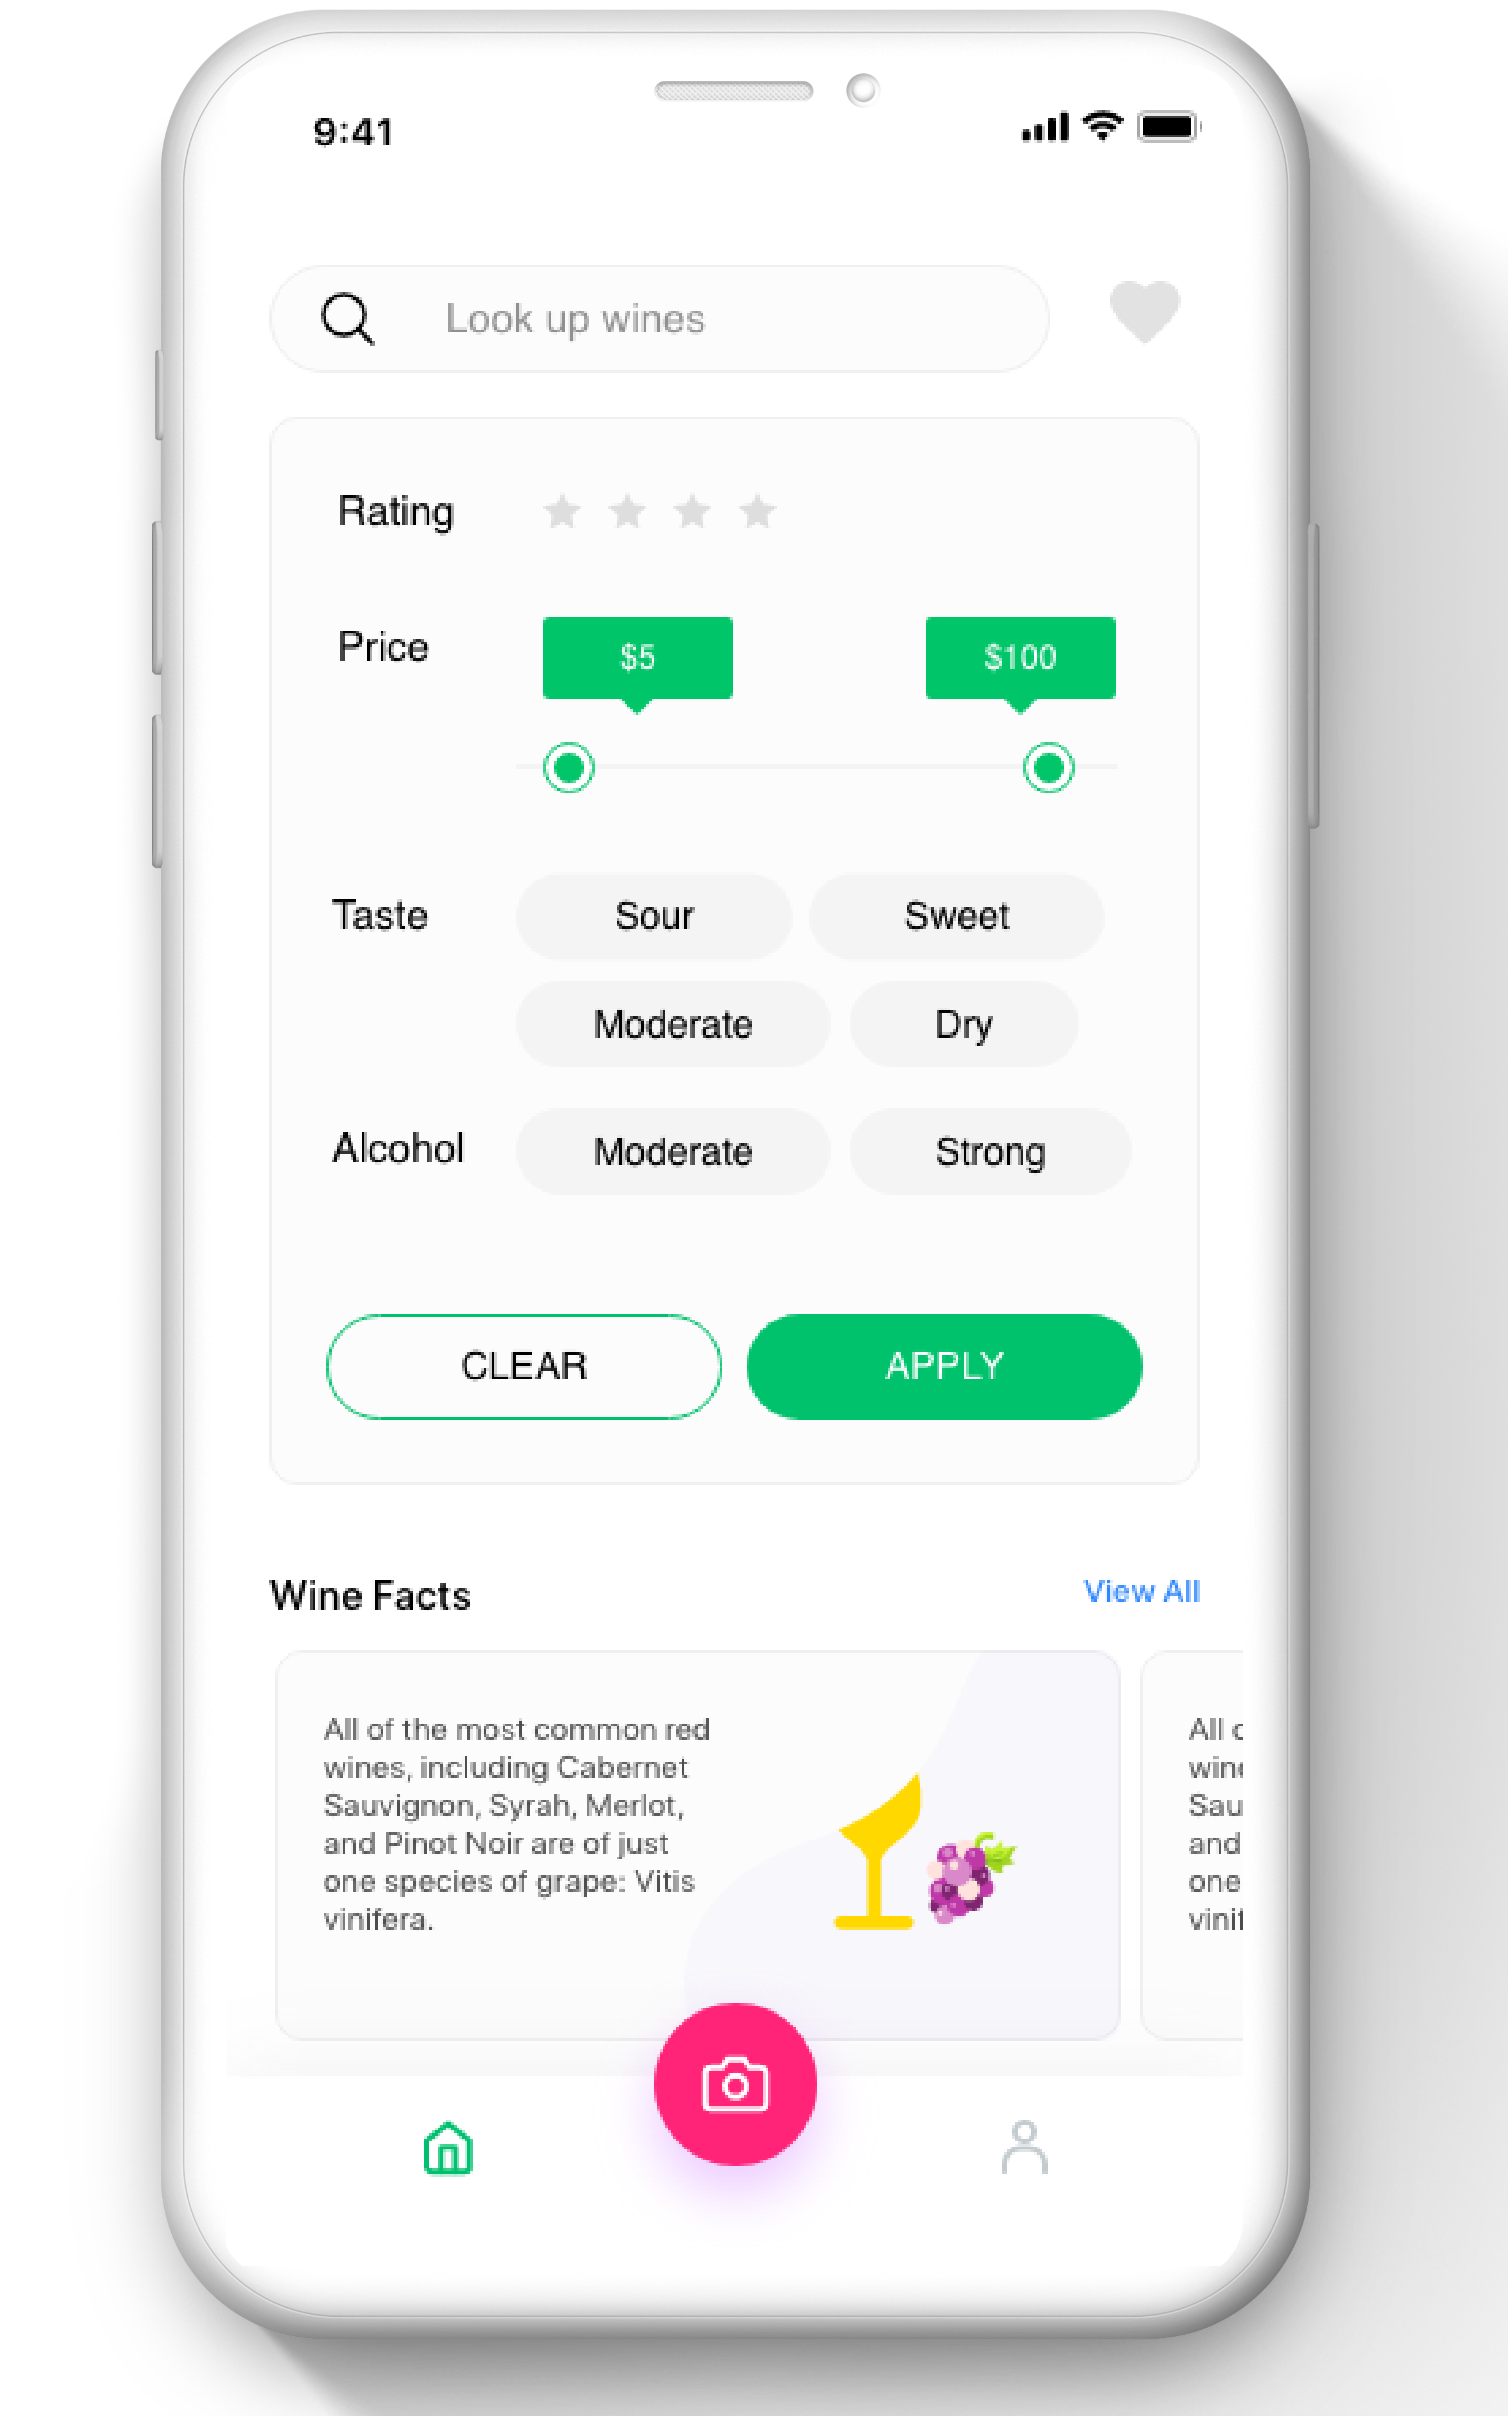 9:41
Look up wines
Rating
Price
$5
$100
Taste
Sour
Sweet
Moderate
Dry
Alcohol
Moderate
Strong
CLEAR
APPLY
Wine Facts
View All
All of the most common red
wines, including Cabernet
Sauvignon, Syrah, Merlot,
and Pinot Noir are of just
one species of grape: Vitis
vinifera.
All
Sau
and
one